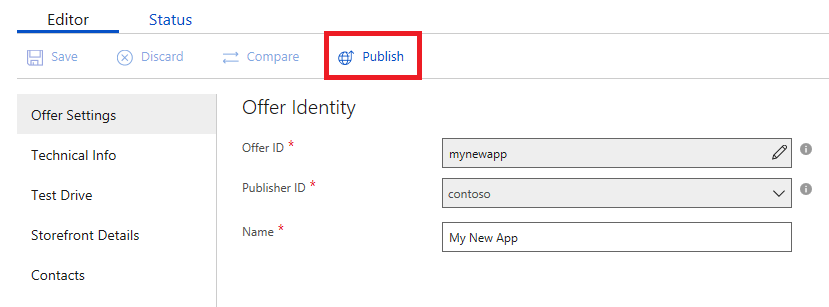 Editor Status
Save Discard Compare Publish
Offer Settings
Technical Info
Test Drive
Storefront Details
Contacts
Offer Identity
Offer ID * mynewapp
Publisher ID * contoso
Name * My New App